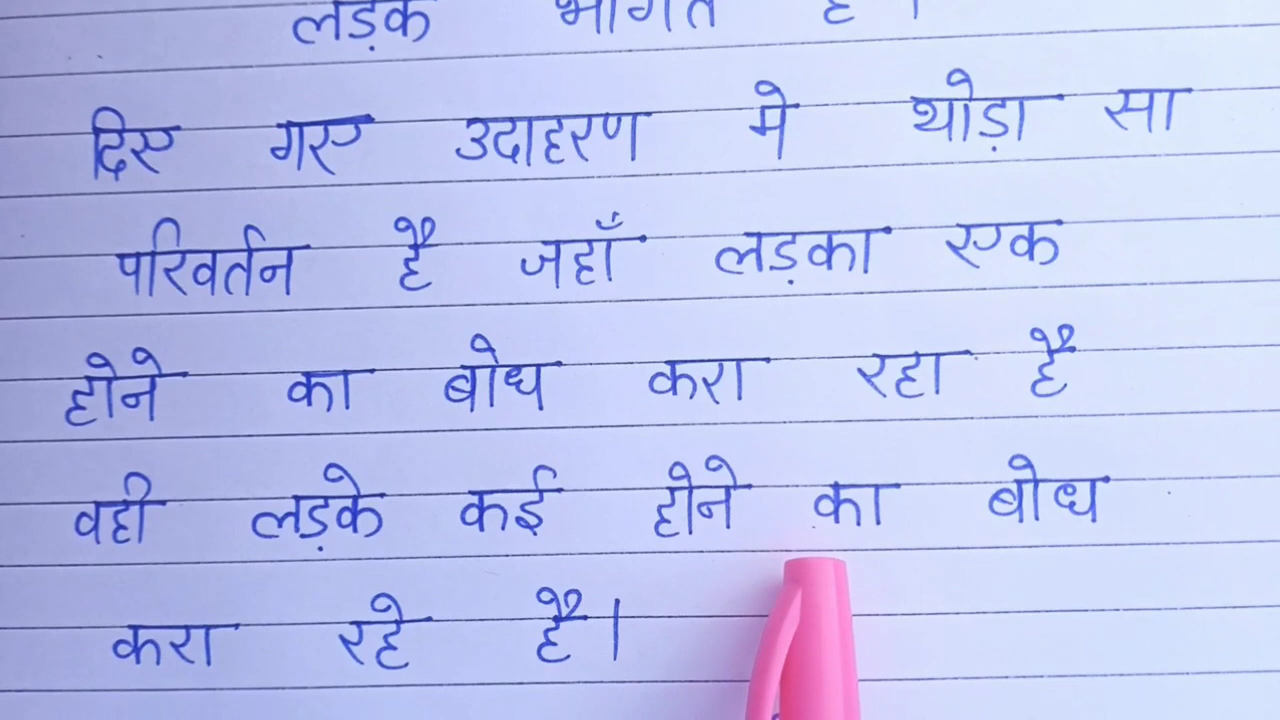 लड़के भागते है ।
दिए गए उदाहरण मे थोड़ा सा
परिवर्तन है जहाँ लड़का एक
होने का बोध करा रहा है
वही लड़के कई होने का बोध
करा रहे है।